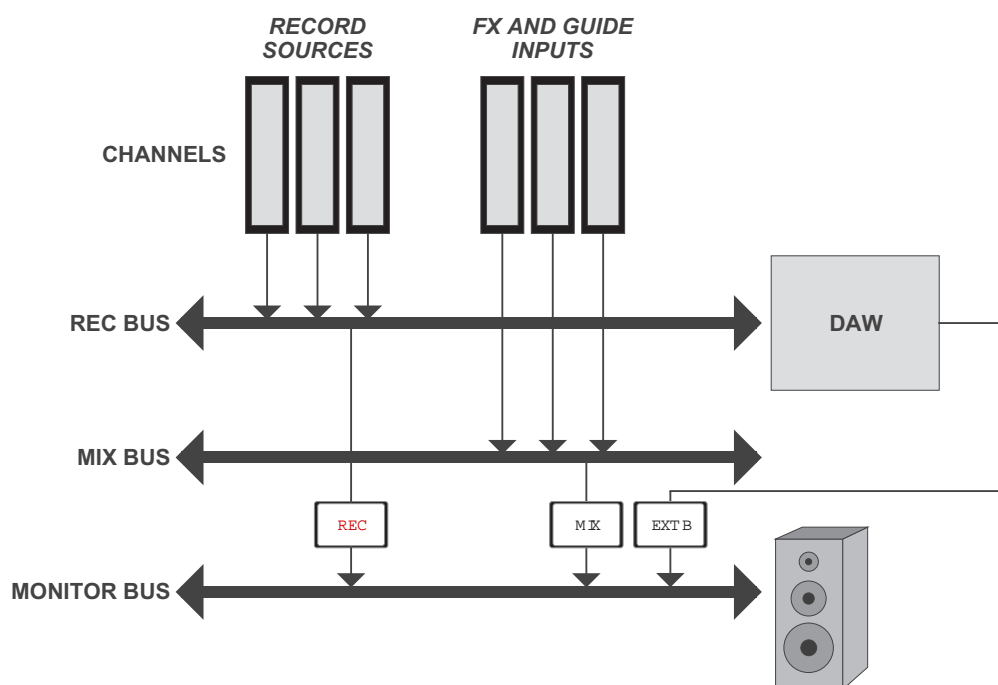 RECORD
SOURCES
FX AND GUIDE
INPUTS
CHANNELS
REC BUS
DAW
MIX BUS
REC
MIX
EXT B
MONITOR BUS